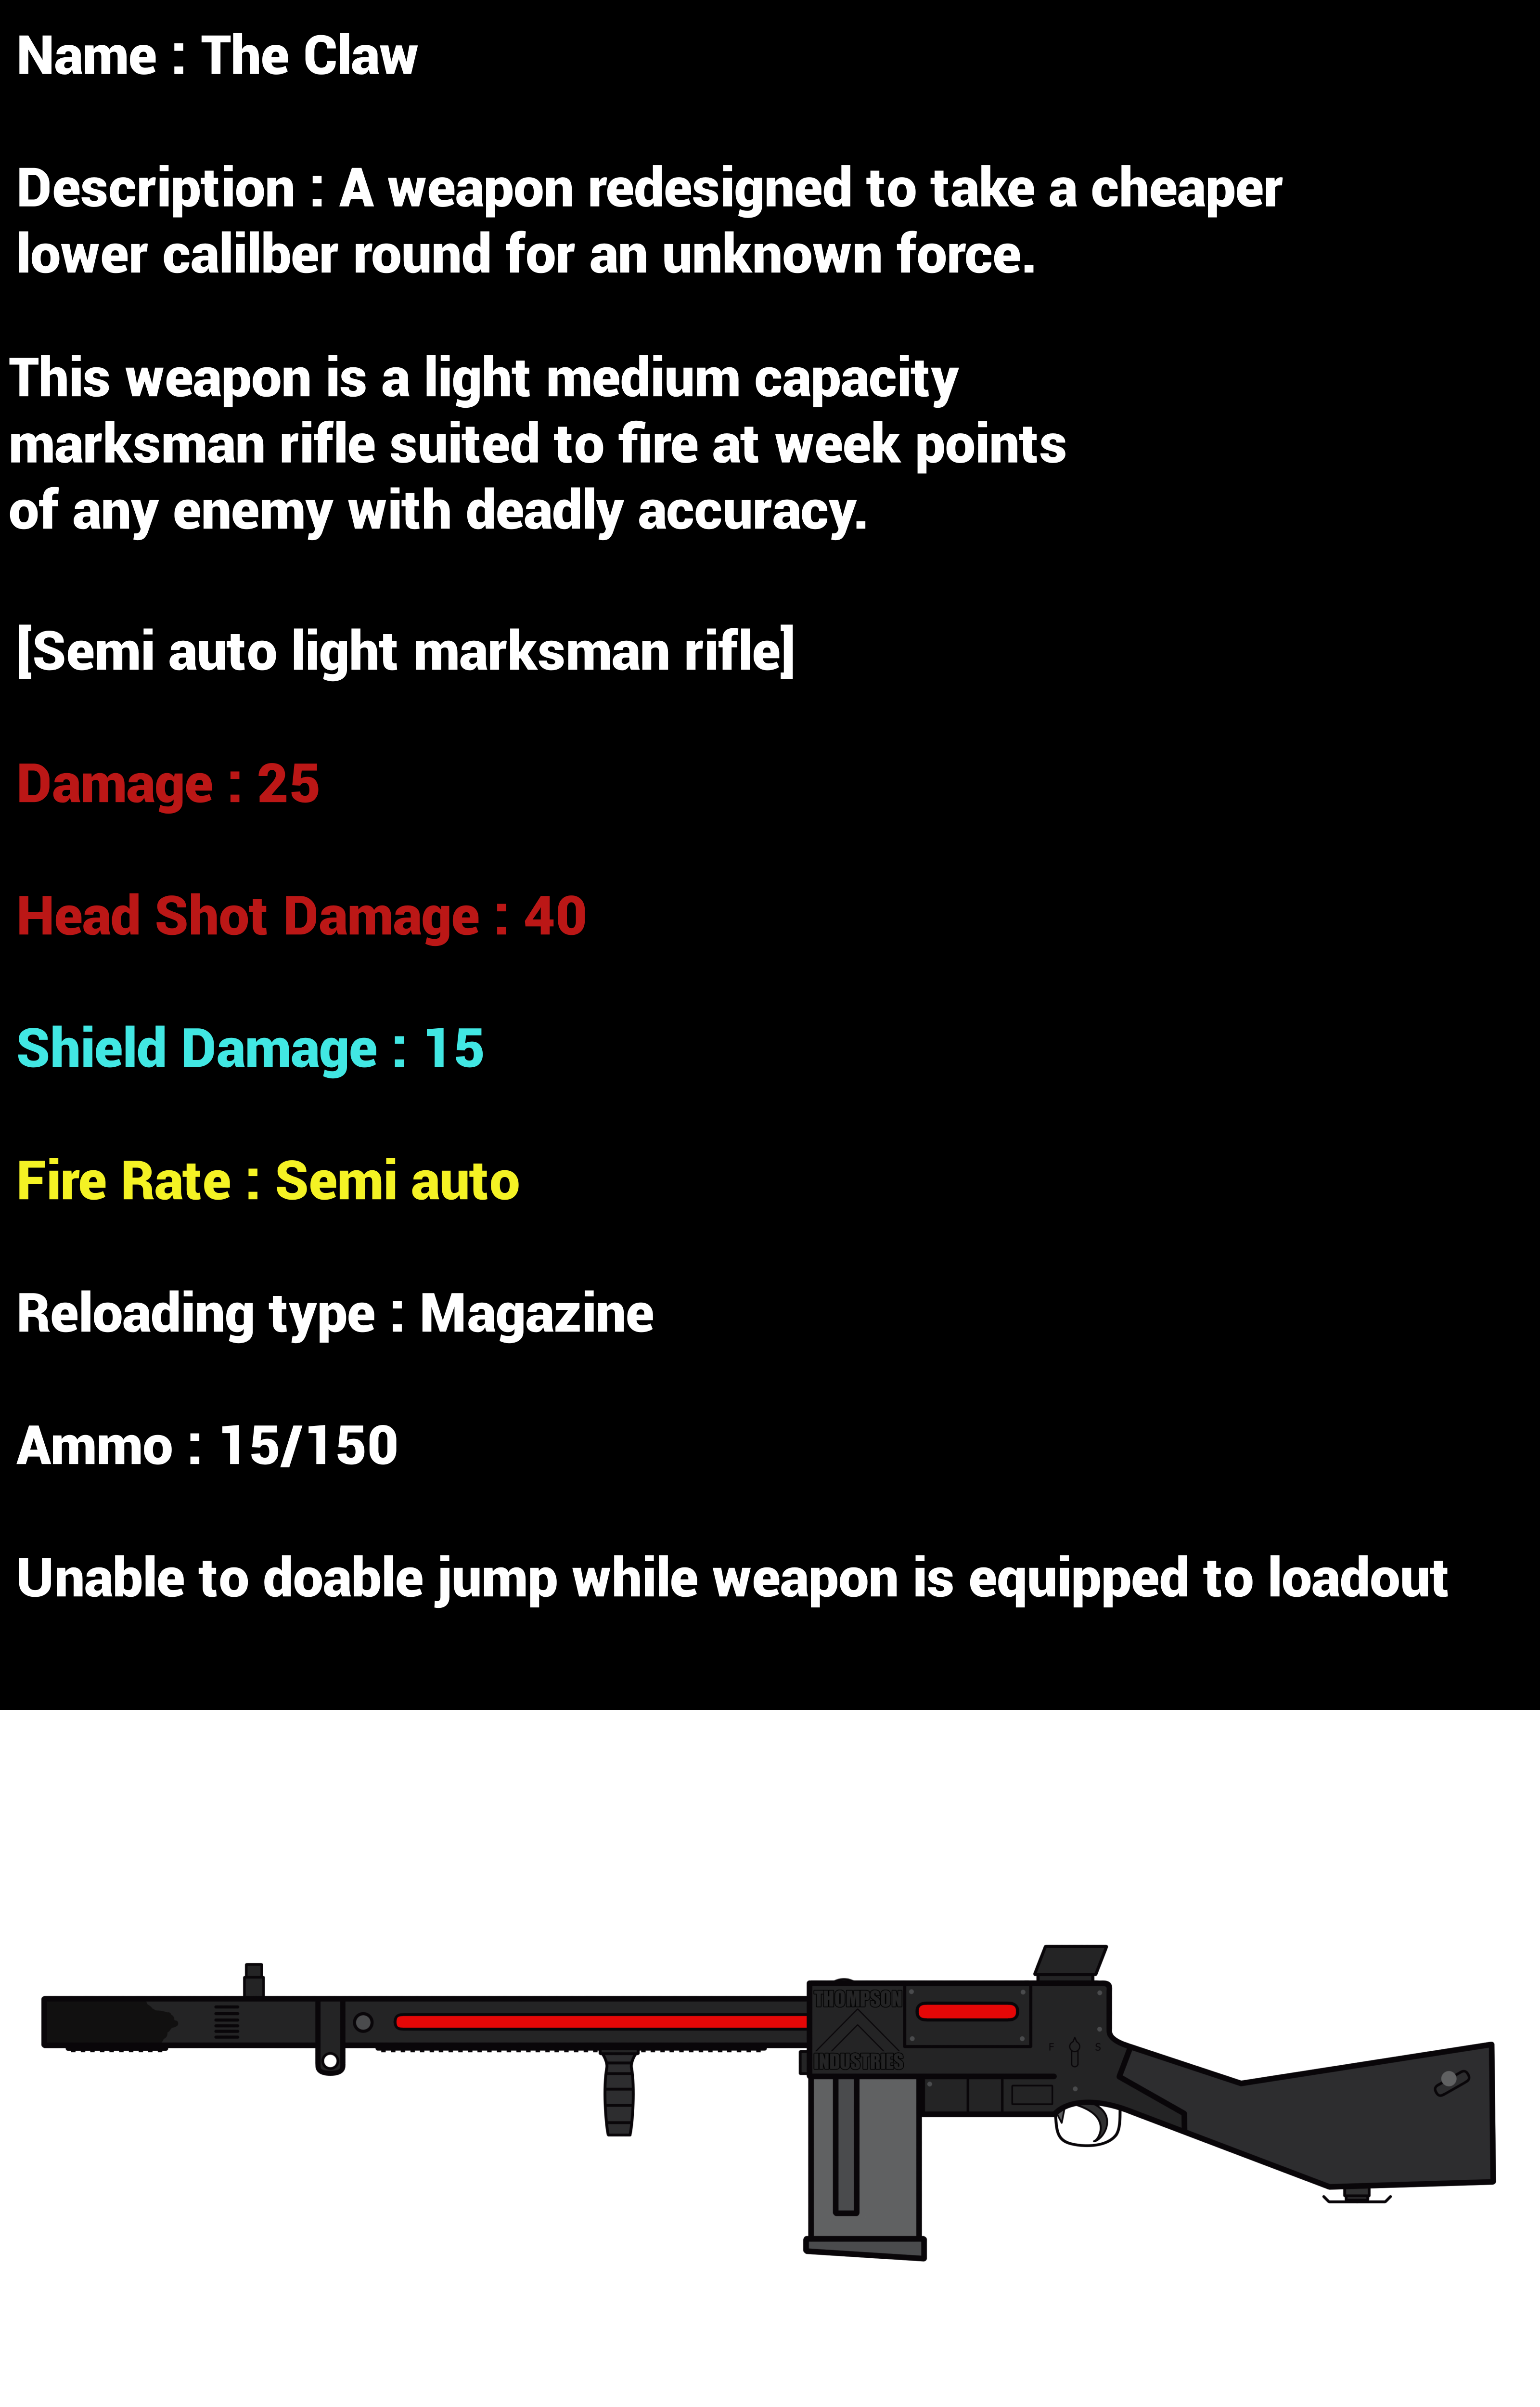 Name : The Claw
Description : A weapon redesigned to take a cheaper
lower calilber round for an unknown force.
This weapon is a light medium capacity
marksman rifle suited to fire at week points
of any enemy with deadly accuracy.
[Semi auto light marksman rifle]
Damage : 25
Head Shot Damage : 40
Shield Damage : 15
Fire Rate : Semi auto
Reloading type : Magazine
Ammo : 15/150
Unable to doable jump while weapon is equipped to loadout
THOMPSON
INDUSTRIES
F S